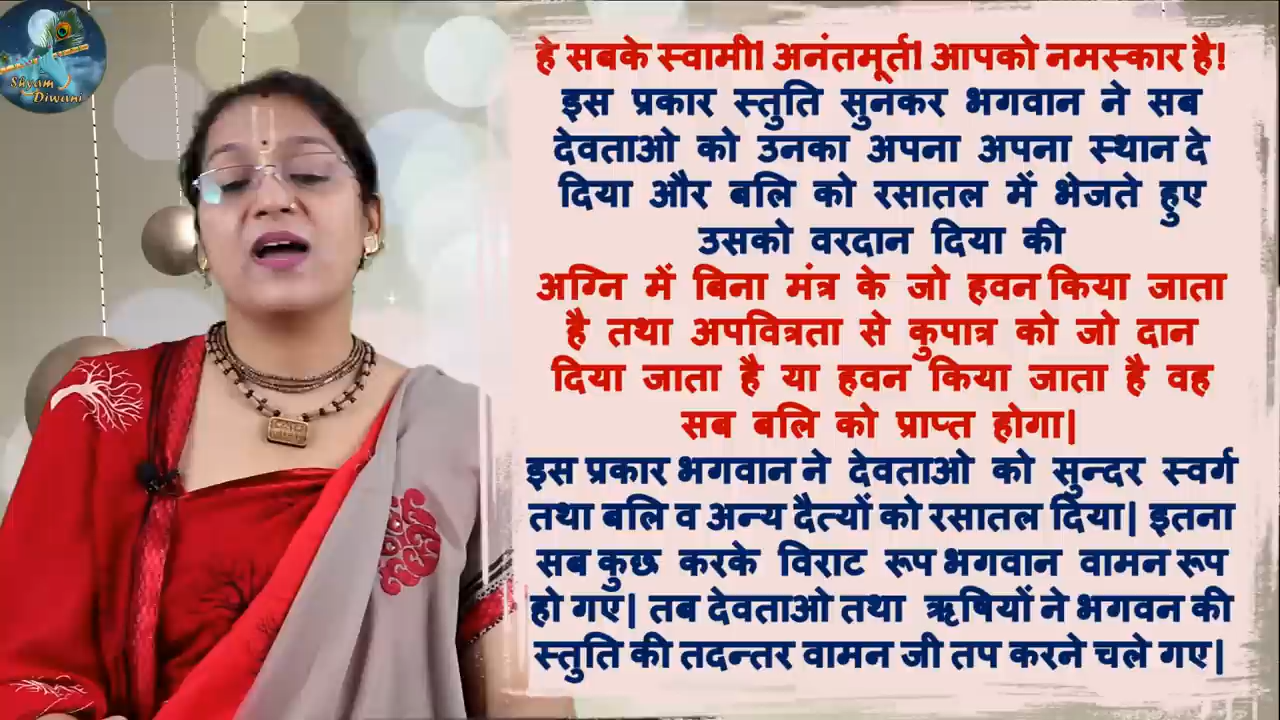 Shyam
Diwani
हे सबके स्वामी! अनंतमूर्त! आपको नमस्कार है!
इस प्रकार स्तुति सुनकर भगवान ने सब
देवताओ को उनका अपना अपना स्थान दे
दिया और बलि को रसातल में भेजते हुए
उसको वरदान दिया की
अग्नि में बिना मंत्र के जो हवन किया जाता
है तथा अपवित्रता से कुपात्र को जो दान
दिया जाता है या हवन किया जाता है वह
सब बलि को प्राप्त होगा|
इस प्रकार भगवान ने देवताओ को सुन्दर स्वर्ग
तथा बलि व अन्य दैत्यों को रसातल दिया| इतना
सब कुछ करके विराट रूप भगवान वामन रूप
हो गए| तब देवताओ तथा ऋषियों ने भगवन की
स्तुति की तदन्तर वामन जी तप करने चले गए|